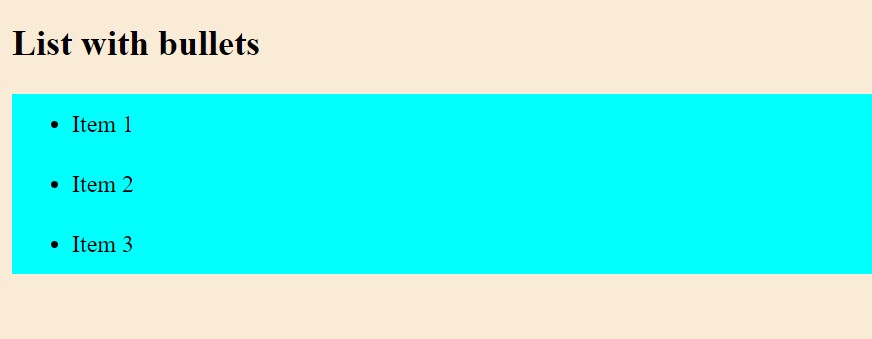 List with bullets
• Item 1
• Item 2
• Item 3